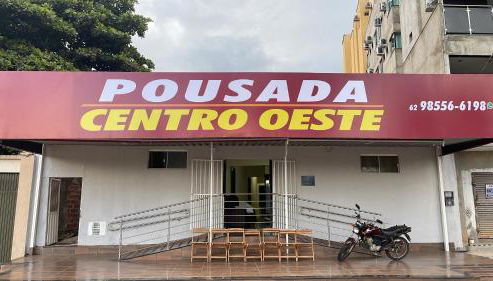 POUSADA
CENTRO OESTE
62 98556-6198